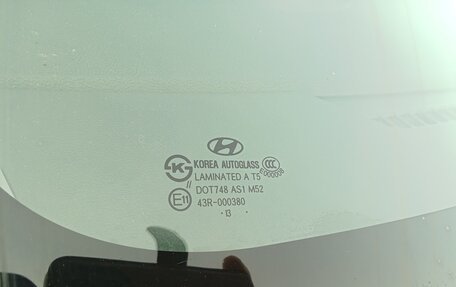 KOREA AUTOGLASS
LAMINATED A T5
DOT748 AS1 M52
E11 43R-000380
· 13 ·